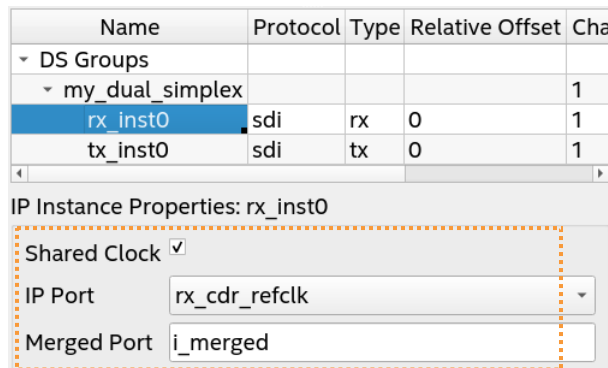 Name Protocol Type Relative Offset Cha
DS Groups
my_dual_simplex 1
rx_inst0 sdi rx 0 1
tx_inst0 sdi tx 0 1
IP Instance Properties: rx_inst0
Shared Clock
IP Port rx_cdr_refclk
Merged Port i_merged